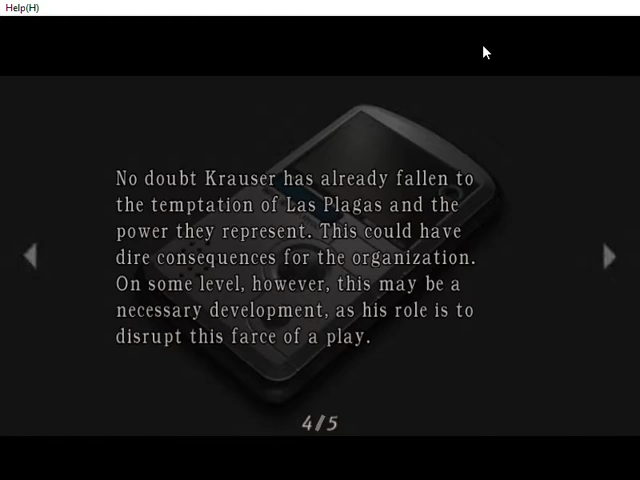 Help(H)
No doubt Krauser has already fallen to
the temptation of Las Plagas and the
power they represent. This could have
dire consequences for the organization.
On some level, however, this may be a
necessary development, as his role is to
disrupt this farce of a play.
4/5